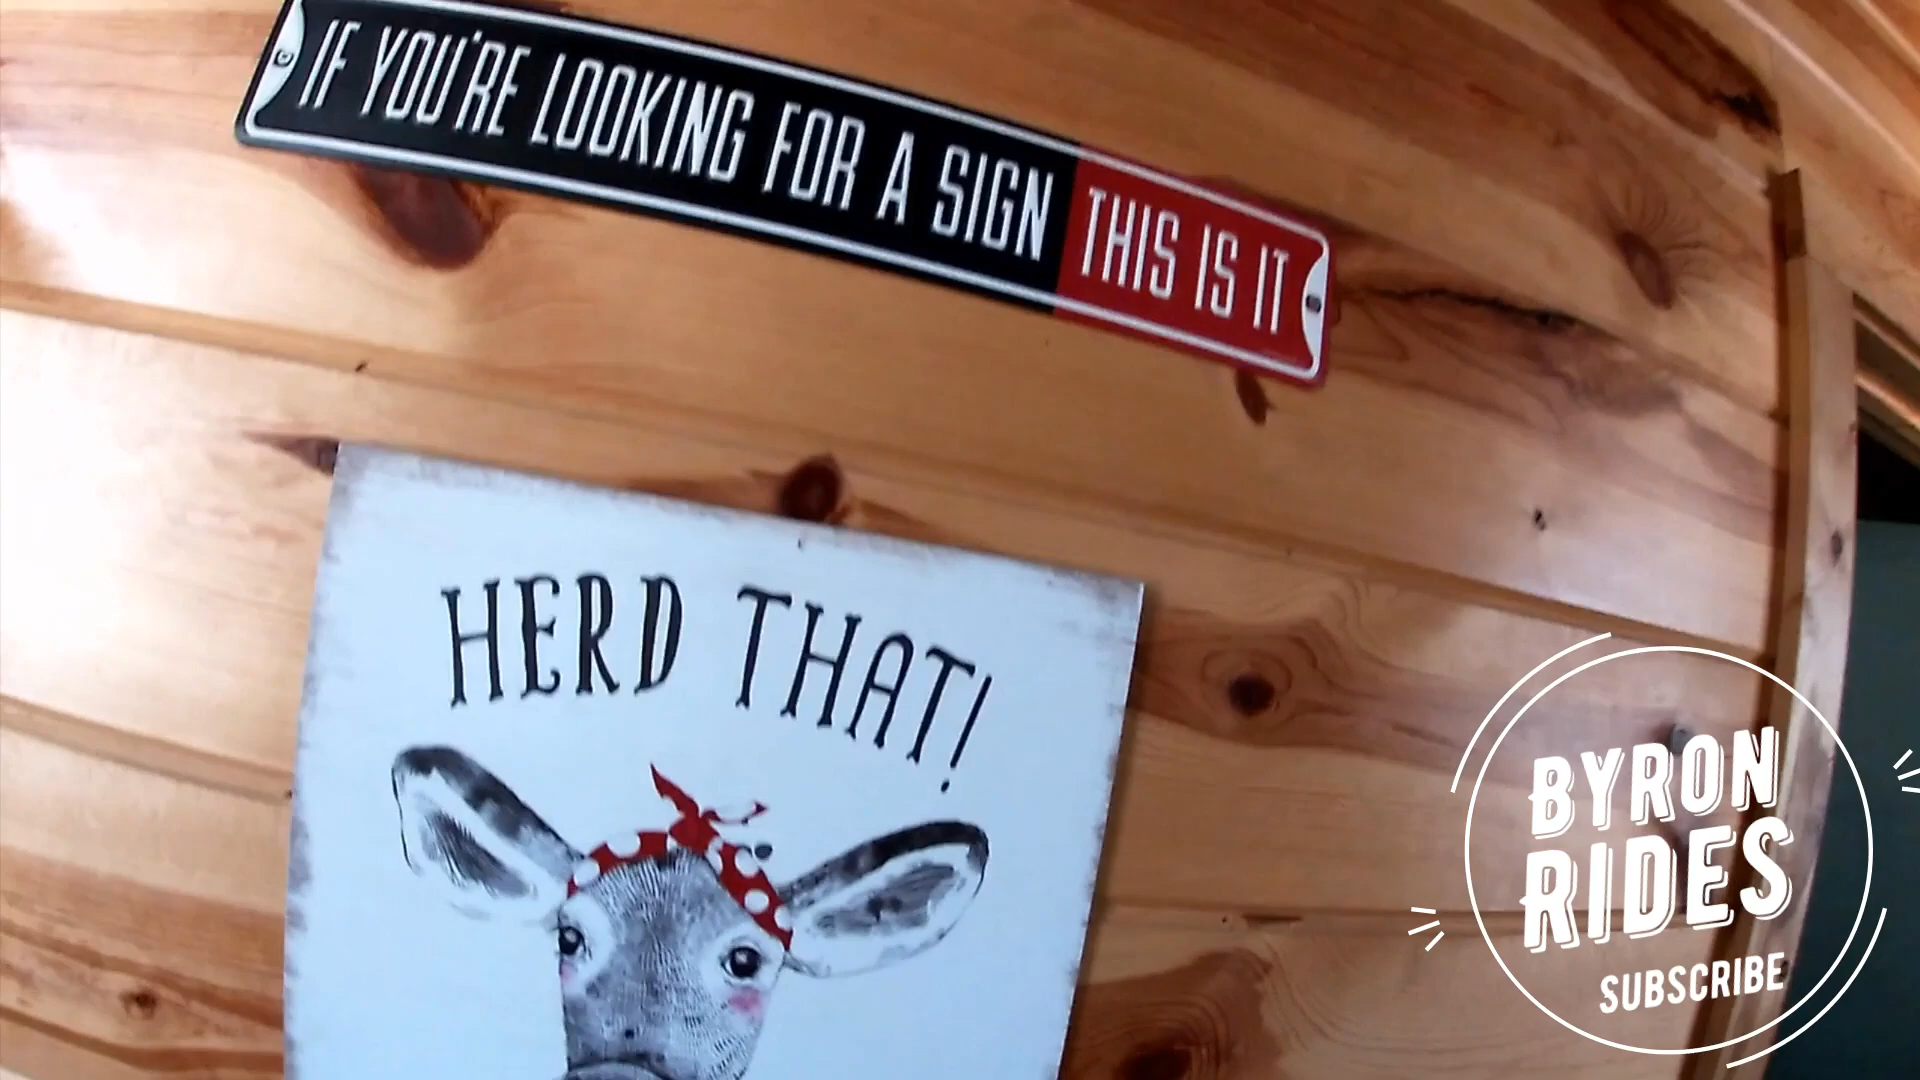 IF YOU'RE LOOKING FOR A SIGN THIS IS IT
HERD THAT!
BYRON
RIDES
SUBSCRIBE